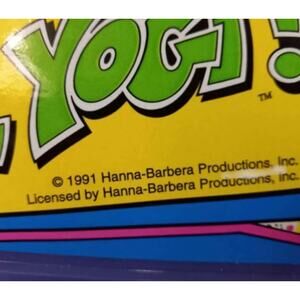 , YOGI!
™
© 1991 Hanna-Barbera Productions, Inc.
Licensed by Hanna-Barbera Productions, Inc.